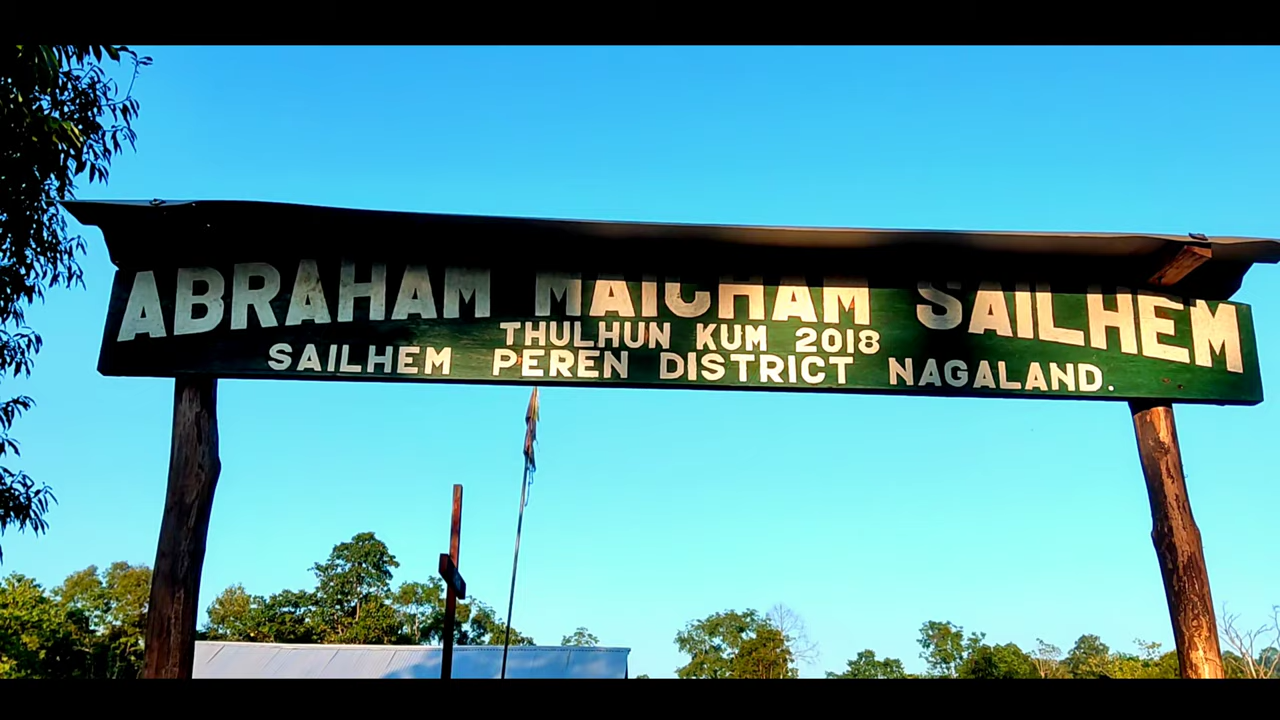 ABRAHAM MAICHAM SAILHEM
THULHUN KUM 2018
SAILHEM PEREN DISTRICT NAGALAND.